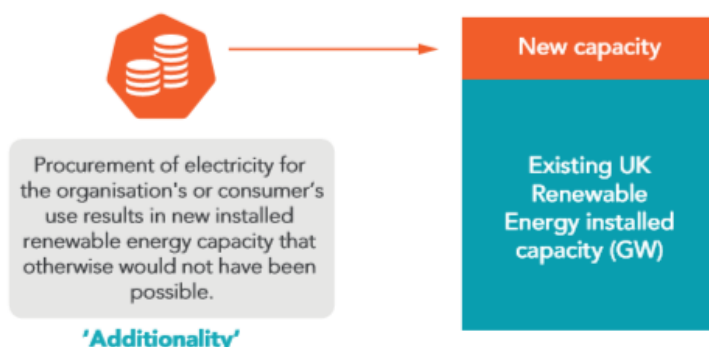 Procurement of electricity for
the organisation's or consumer's
use results in new installed
renewable energy capacity that
otherwise would not have been
possible.
'Additionality'
New capacity
Existing UK
Renewable
Energy installed
capacity (GW)